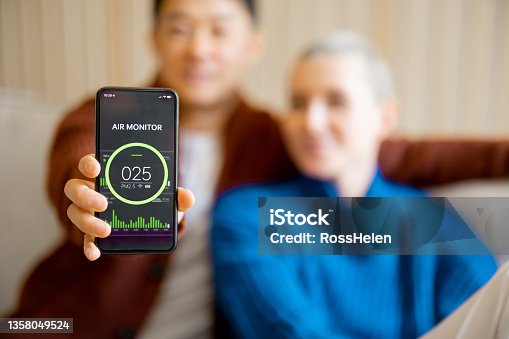 AIR MONITOR
025
PM2.5
iStock
Credit: RossHelen
1358049524